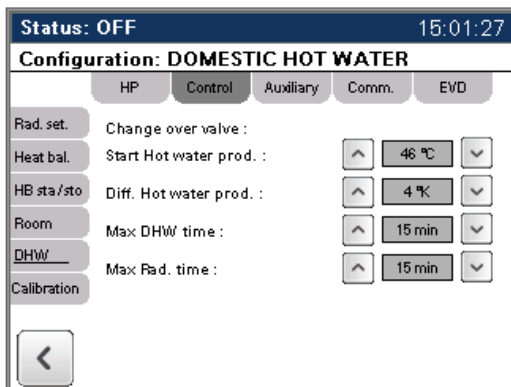 Status: OFF 15:01:27
Configuration: DOMESTIC HOT WATER
HP Control Auxiliary Comm. EVD
Rad. set.
Heat bal.
HB sta/sto
Room
DHW
Calibration
Change over valve :
Start Hot water prod. : 46 °C
Diff. Hot water prod. : 4 °K
Max DHW time : 15 min
Max Rad. time : 15 min